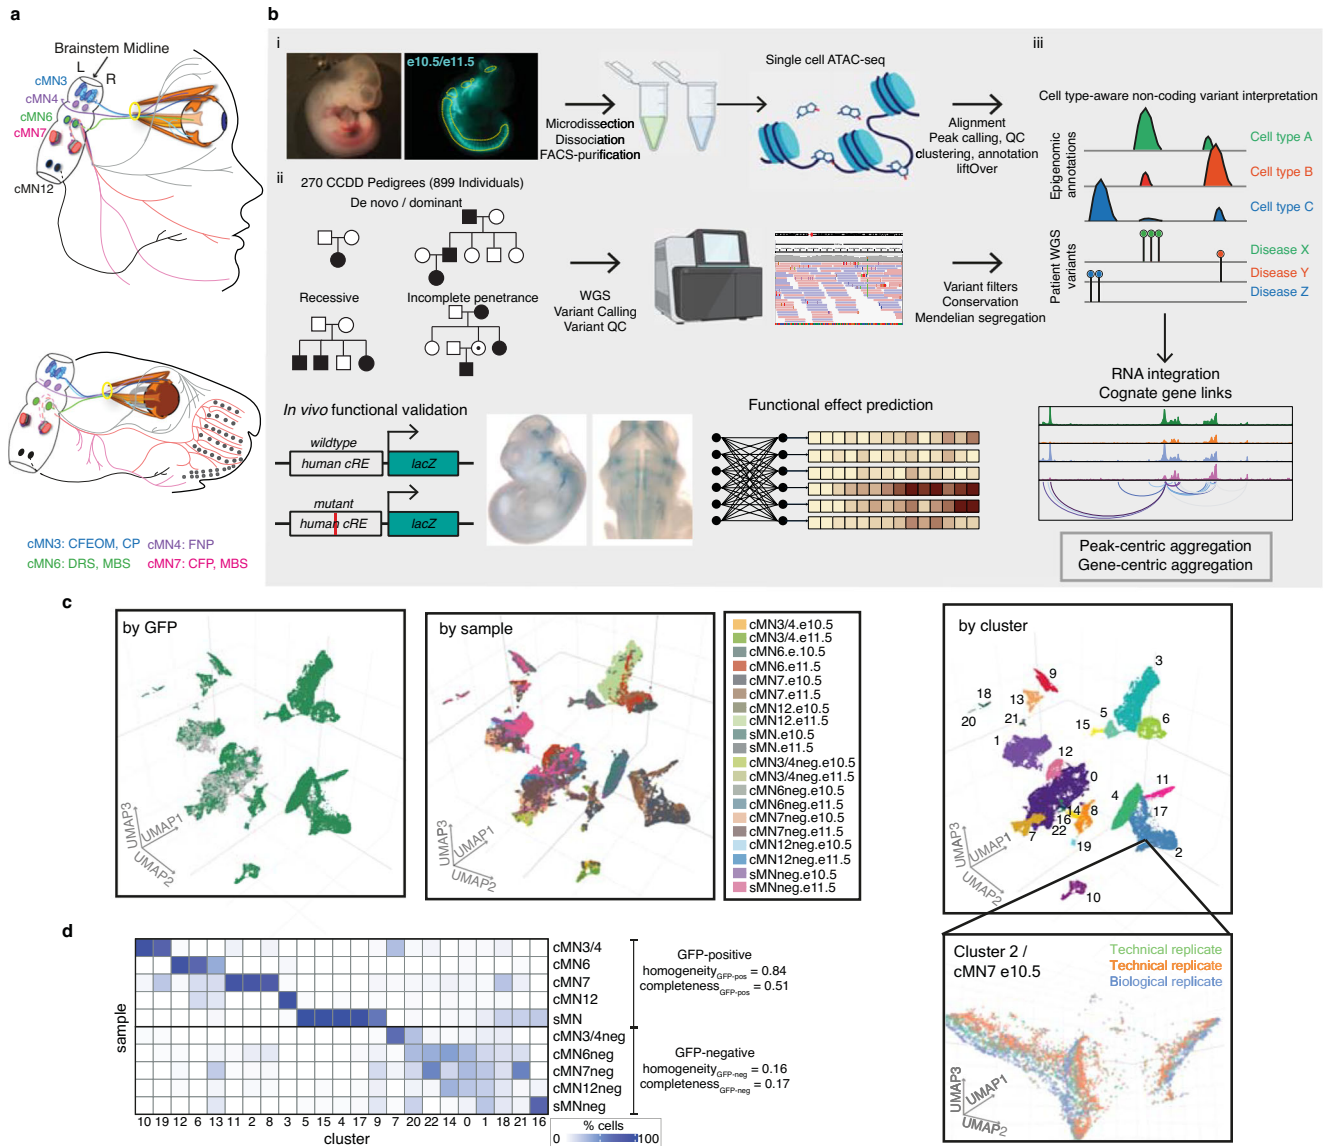 a
Brainstem Midline
L
R
cMN3
cMN4
cMN6
cMN7
cMN12
cMN3: CFEOM, CP
cMN4: FNP
cMN6: DRS, MBS
cMN7: CFP, MBS
b
i
e10.5/e11.5
Microdissection
Dissociation
FACS-purification
Single cell ATAC-seq
Alignment
Peak calling, QC
clustering, annotation
liftOver
ii
270 CCDD Pedigrees (899 Individuals)
De novo / dominant
Recessive
Incomplete penetrance
WGS
Variant Calling
Variant QC
Variant filters
Conservation
Mendelian segregation
iii
Cell type-aware non-coding variant interpretation
Epigenomic
annotations
Cell type A
Cell type B
Cell type C
Patient WGS
variants
Disease X
Disease Y
Disease Z
RNA integration
Cognate gene links
Peak-centric aggregation
Gene-centric aggregation
In vivo functional validation
wildtype
human cRE
lacZ
mutant
human cRE
lacZ
Functional effect prediction
c
by GFP
UMAP3
UMAP1
UMAP2
by sample
UMAP3
UMAP1
UMAP2
cMN3/4.e10.5
cMN3/4.e11.5
cMN6.e.10.5
cMN6.e11.5
cMN7.e10.5
cMN7.e11.5
cMN12.e10.5
cMN12.e11.5
sMN.e10.5
sMN.e11.5
cMN3/4neg.e10.5
cMN3/4neg.e11.5
cMN6neg.e10.5
cMN6neg.e11.5
cMN7neg.e10.5
cMN7neg.e11.5
cMN12neg.e10.5
cMN12neg.e11.5
sMNneg.e10.5
sMNneg.e11.5
by cluster
9
3
18
13
20
21
15
5
6
1
12
0
11
4
14
8
17
16
7
22
19
2
10
UMAP3
UMAP1
UMAP2
Cluster 2 /
cMN7 e10.5
Technical replicate
Technical replicate
Biological replicate
UMAP3
UMAP1
UMAP2
d
sample
cMN3/4
cMN6
cMN7
cMN12
sMN
cMN3/4neg
cMN6neg
cMN7neg
cMN12neg
sMNneg
GFP-positive
homogeneityGFP-pos = 0.84
completenessGFP-pos = 0.51
GFP-negative
homogeneityGFP-neg = 0.16
completenessGFP-neg = 0.17
10 19 12 6 13 11 2 8 3 5 15 4 17 9 7 20 22 14 0 1 18 21 16
cluster
% cells
0
100